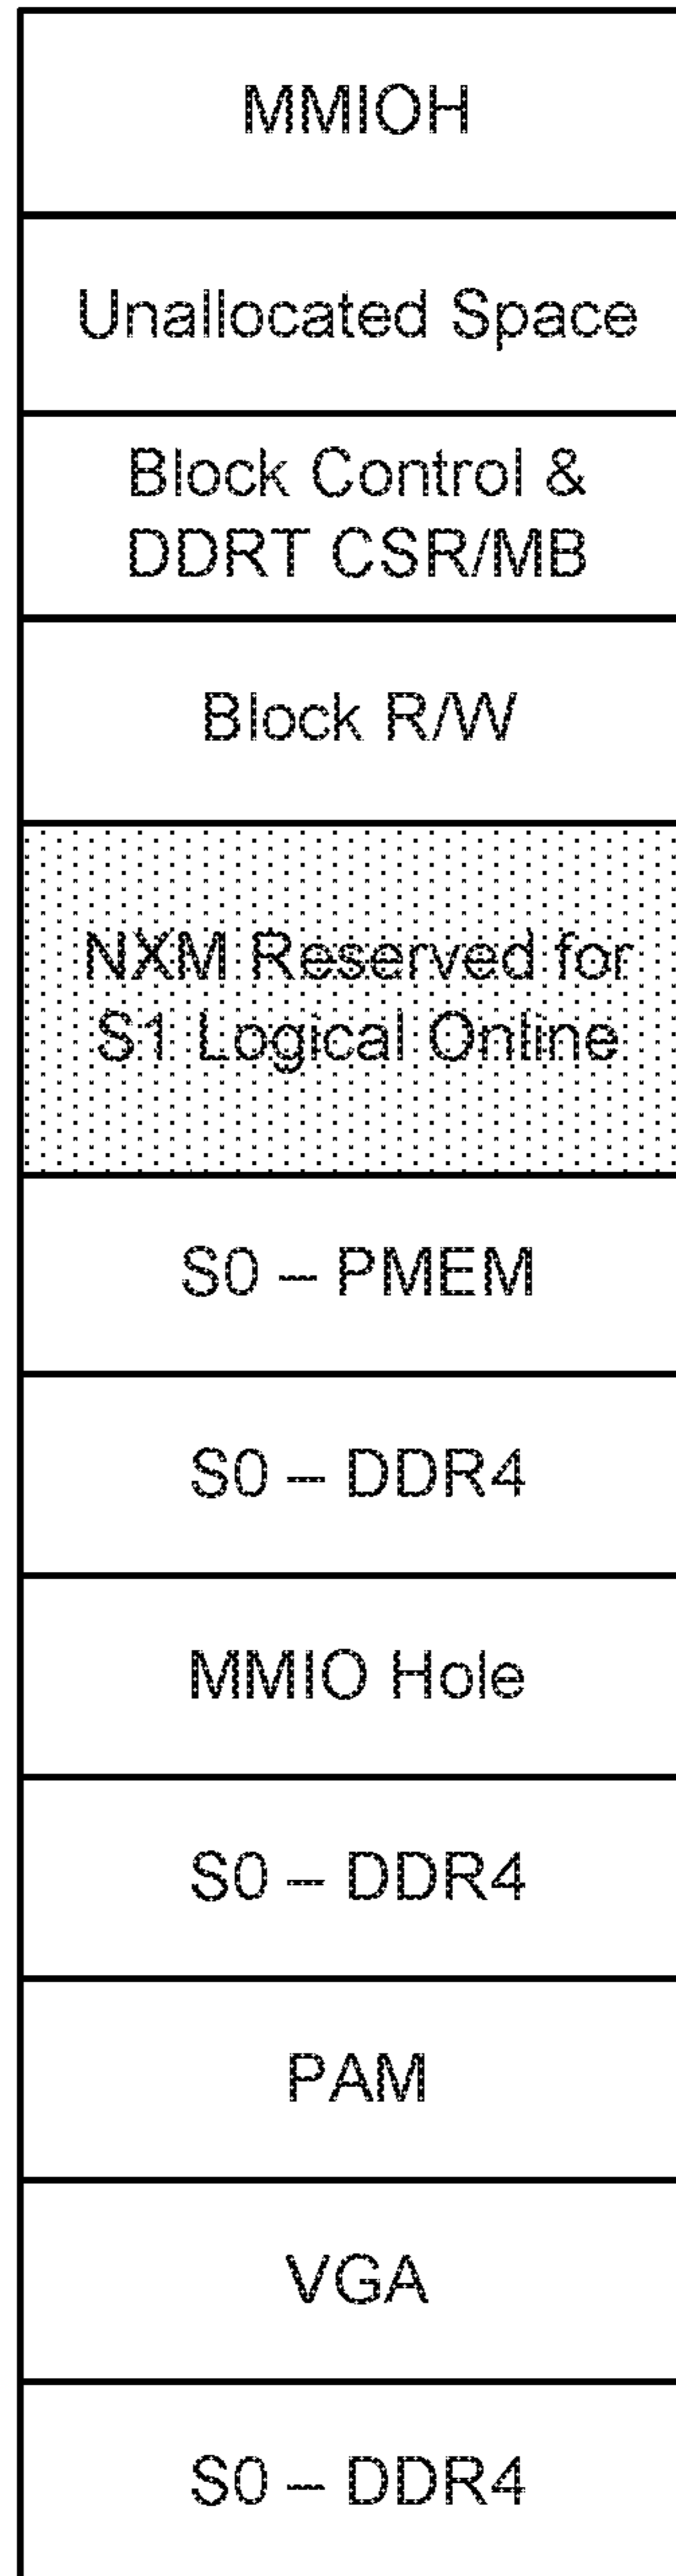 MMIOH
Unallocated Space
Block Control &
DDRT CSR/MB
Block R/W
NXM Reserved for
S1 Logical Online
S0 – PMEM
S0 – DDR4
MMIO Hole
S0 – DDR4
PAM
VGA
S0 – DDR4